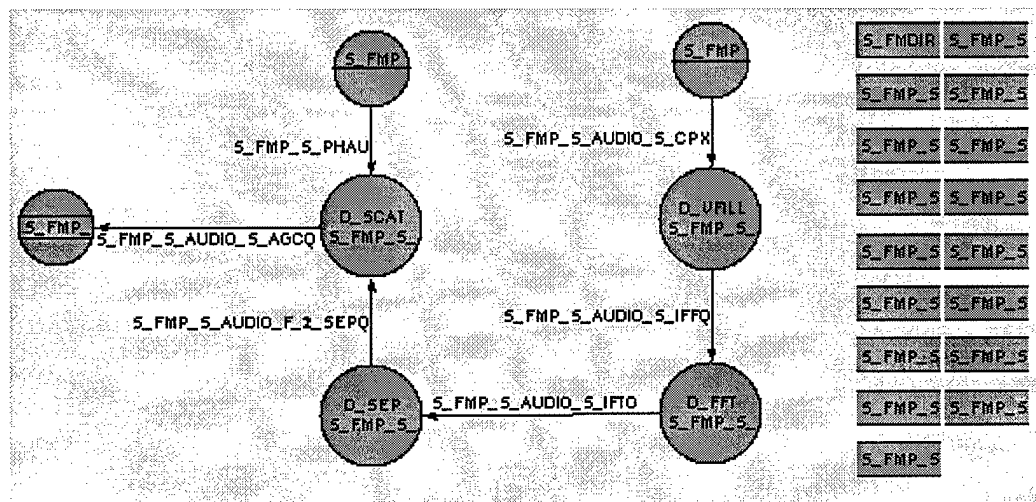 S_FMP
S_FMP
S_FMDIR
S_FMP_S
S_FMP_S
S_FMP_S
S_FMP_S_PHAU
S_FMP_S_AUDIO_S_CPX
S_FMP_S
S_FMP_S
D_SCAT
S_FMP_S_
D_VMLL
S_FMP_S_
S_FMP_S
S_FMP_S
S_FMP_
S_FMP_S_AUDIO_S_AGCQ
S_FMP_S
S_FMP_S
S_FMP_S_AUDIO_F_2_SEPQ
S_FMP_S_AUDIO_S_IFFQ
S_FMP_S
S_FMP_S
S_FMP_S
S_FMP_S
D_SEP
S_FMP_S_
S_FMP_S_AUDIO_S_IFTO
D_FFT
S_FMP_S_
S_FMP_S
S_FMP_S
S_FMP_S